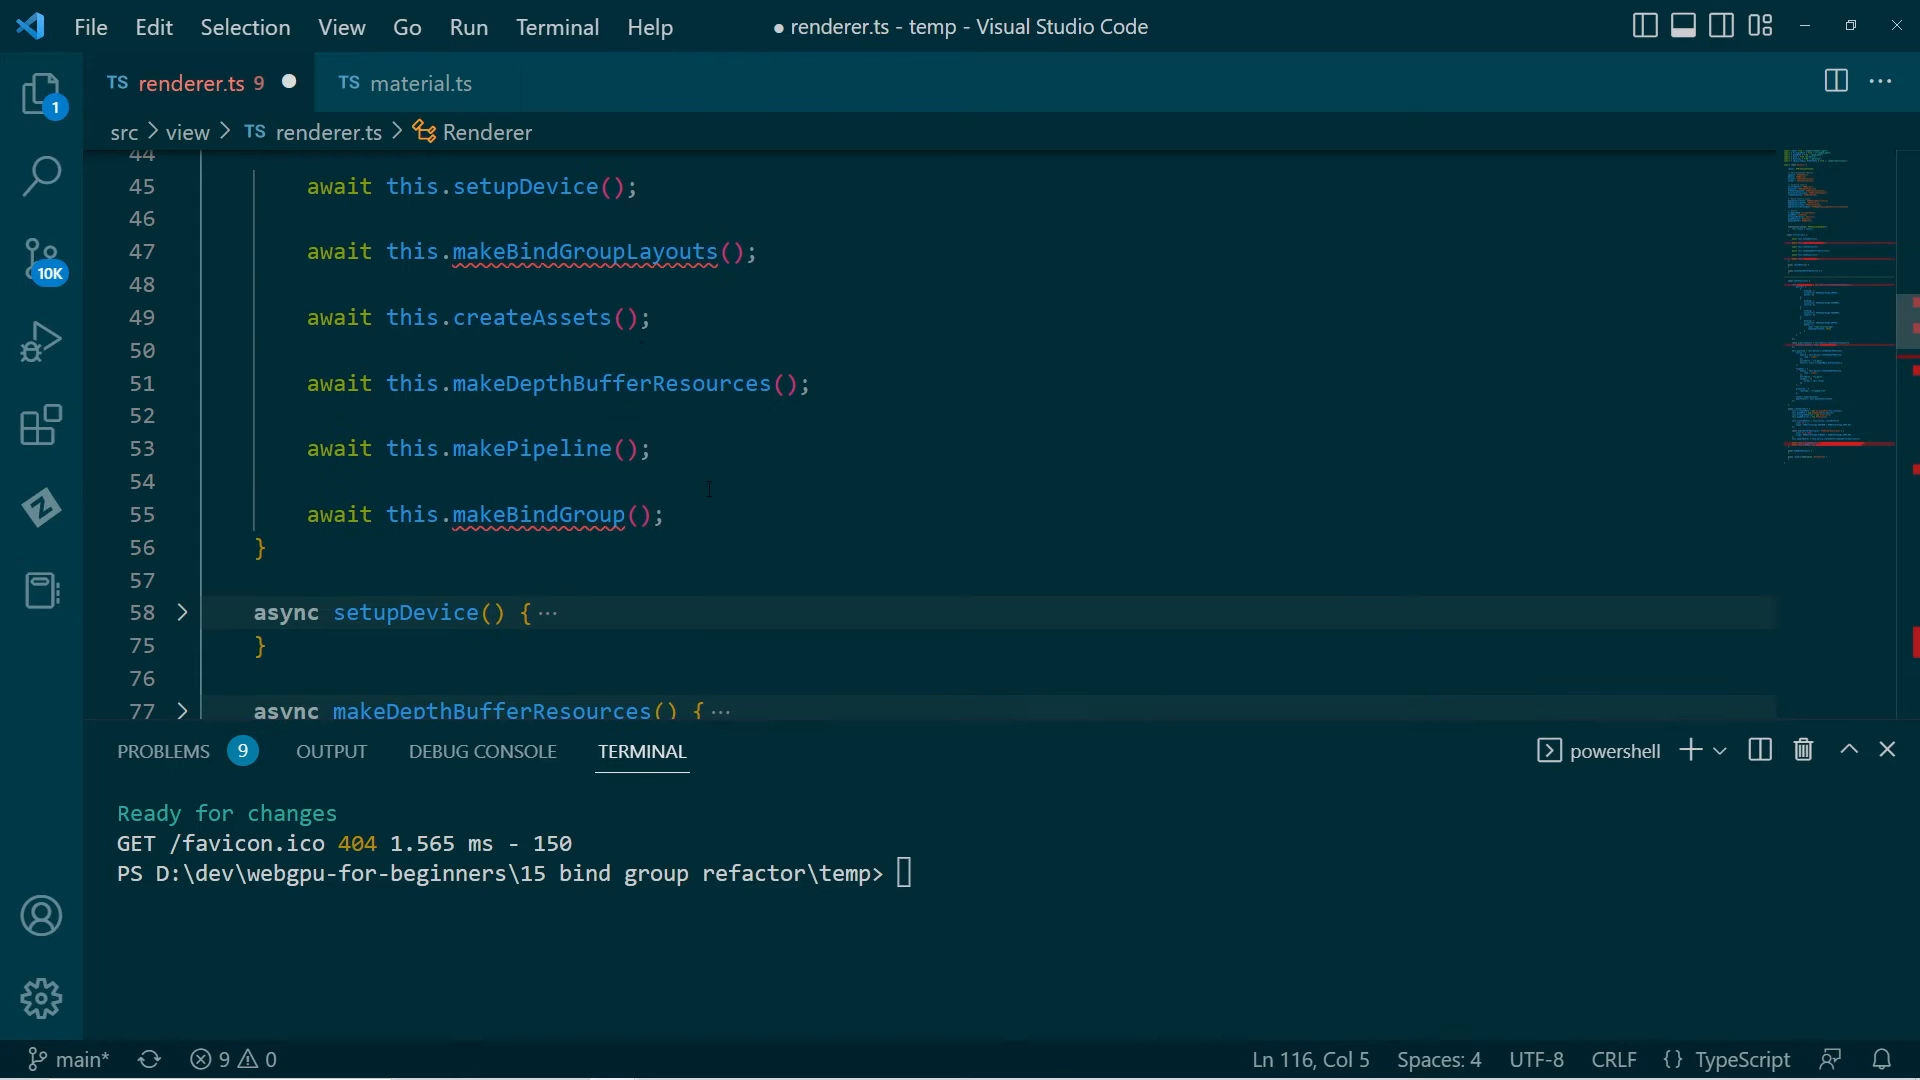 File Edit Selection View Go Run Terminal Help ● renderer.ts - temp - Visual Studio Code
TS renderer.ts 9 ● TS material.ts
src > view > TS renderer.ts > Renderer
44
45 await this.setupDevice();
46
47 await this.makeBindGroupLayouts();
48
49 await this.createAssets();
50
51 await this.makeDepthBufferResources();
52
53 await this.makePipeline();
54
55 await this.makeBindGroup();
56 }
57
58 > async setupDevice() { ···
75 }
76
77 > async makeDepthBufferResources() { ···
1
10K
PROBLEMS 9 OUTPUT DEBUG CONSOLE TERMINAL powershell
Ready for changes
GET /favicon.ico 404 1.565 ms - 150
PS D:\dev\webgpu-for-beginners\15 bind group refactor\temp>
main* 9 0 Ln 116, Col 5 Spaces: 4 UTF-8 CRLF {} TypeScript